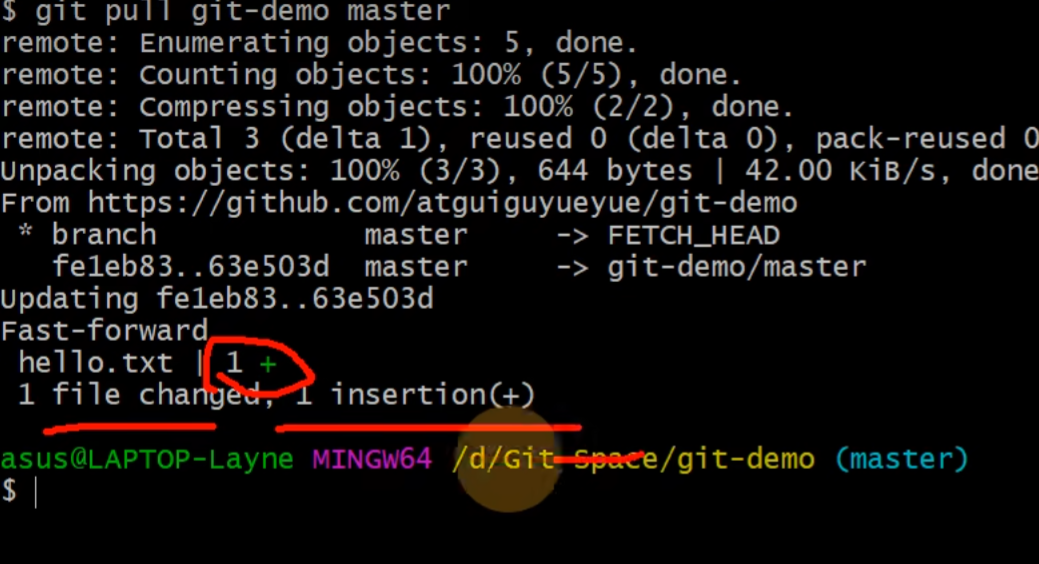 $ git pull git-demo master
remote: Enumerating objects: 5, done.
remote: Counting objects: 100% (5/5), done.
remote: Compressing objects: 100% (2/2), done.
remote: Total 3 (delta 1), reused 0 (delta 0), pack-reused 0
Unpacking objects: 100% (3/3), 644 bytes | 42.00 KiB/s, done
From https://github.com/atguiguyueyue/git-demo
 * branch            master     -> FETCH_HEAD
   fe1eb83..63e503d  master     -> git-demo/master
Updating fe1eb83..63e503d
Fast-forward
 hello.txt | 1 +
 1 file changed, 1 insertion(+)
asus@LAPTOP-Layne MINGW64 /d/Git-Space/git-demo (master)
$